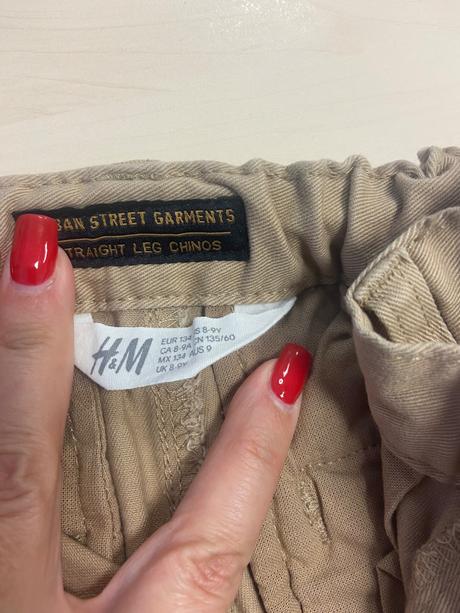 BAN STREET GARMENTS
TRAIGHT LEG CHINOS
H&M
EUR 134 US 8-9Y
CA 8-9A CN 135/60
MX 134 AUS 9
UK 8-9Y